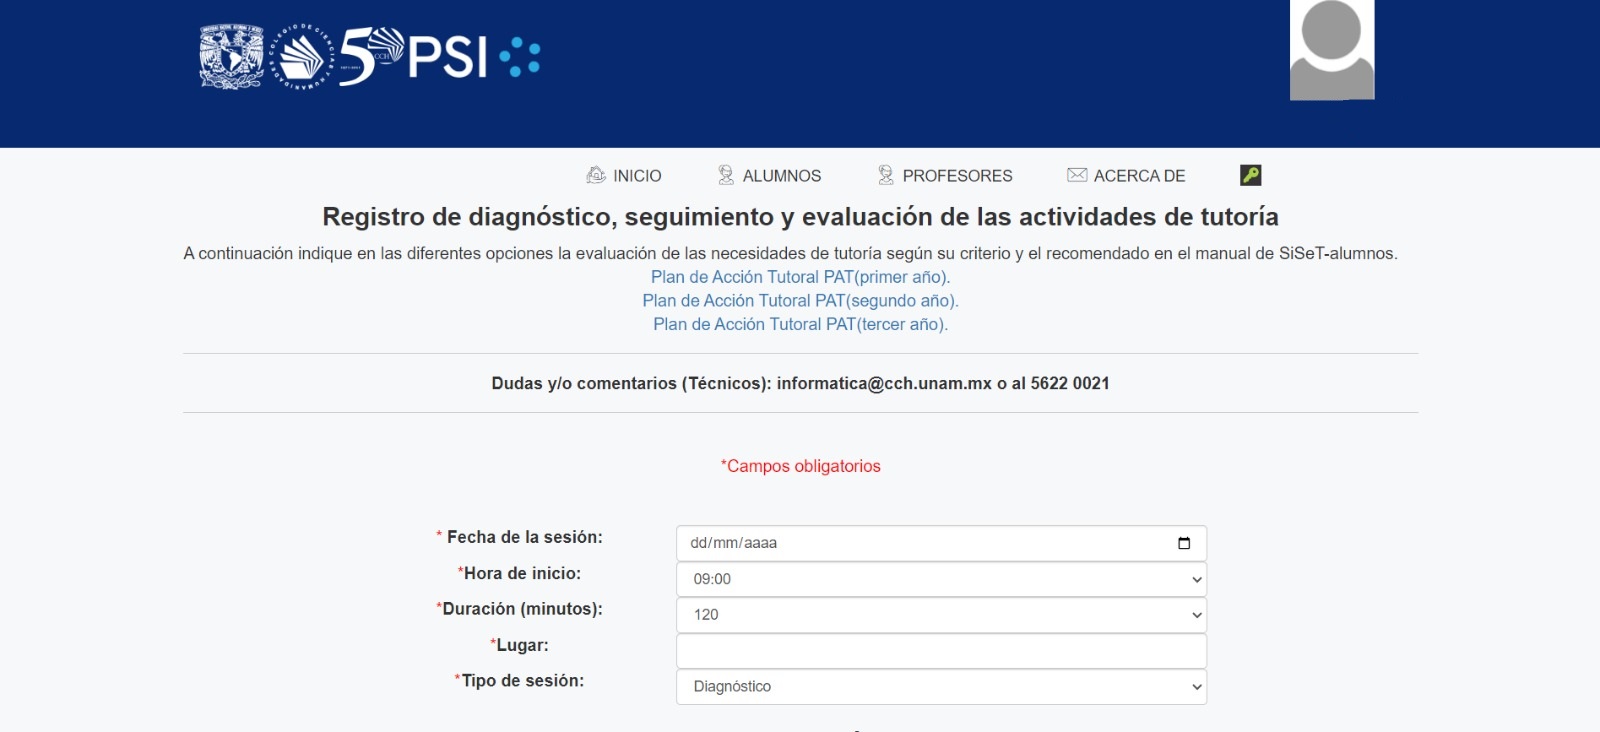 50 PSI
CCH
INICIO
ALUMNOS
PROFESORES
ACERCA DE
Registro de diagnóstico, seguimiento y evaluación de las actividades de tutoría
A continuación indique en las diferentes opciones la evaluación de las necesidades de tutoría según su criterio y el recomendado en el manual de SiSeT-alumnos.
Plan de Acción Tutoral PAT(primer año).
Plan de Acción Tutoral PAT(segundo año).
Plan de Acción Tutoral PAT(tercer año).
Dudas y/o comentarios (Técnicos): informatica@cch.unam.mx o al 5622 0021
*Campos obligatorios
* Fecha de la sesión: dd/mm/aaaa
*Hora de inicio: 09:00
*Duración (minutos): 120
*Lugar:
*Tipo de sesión: Diagnóstico